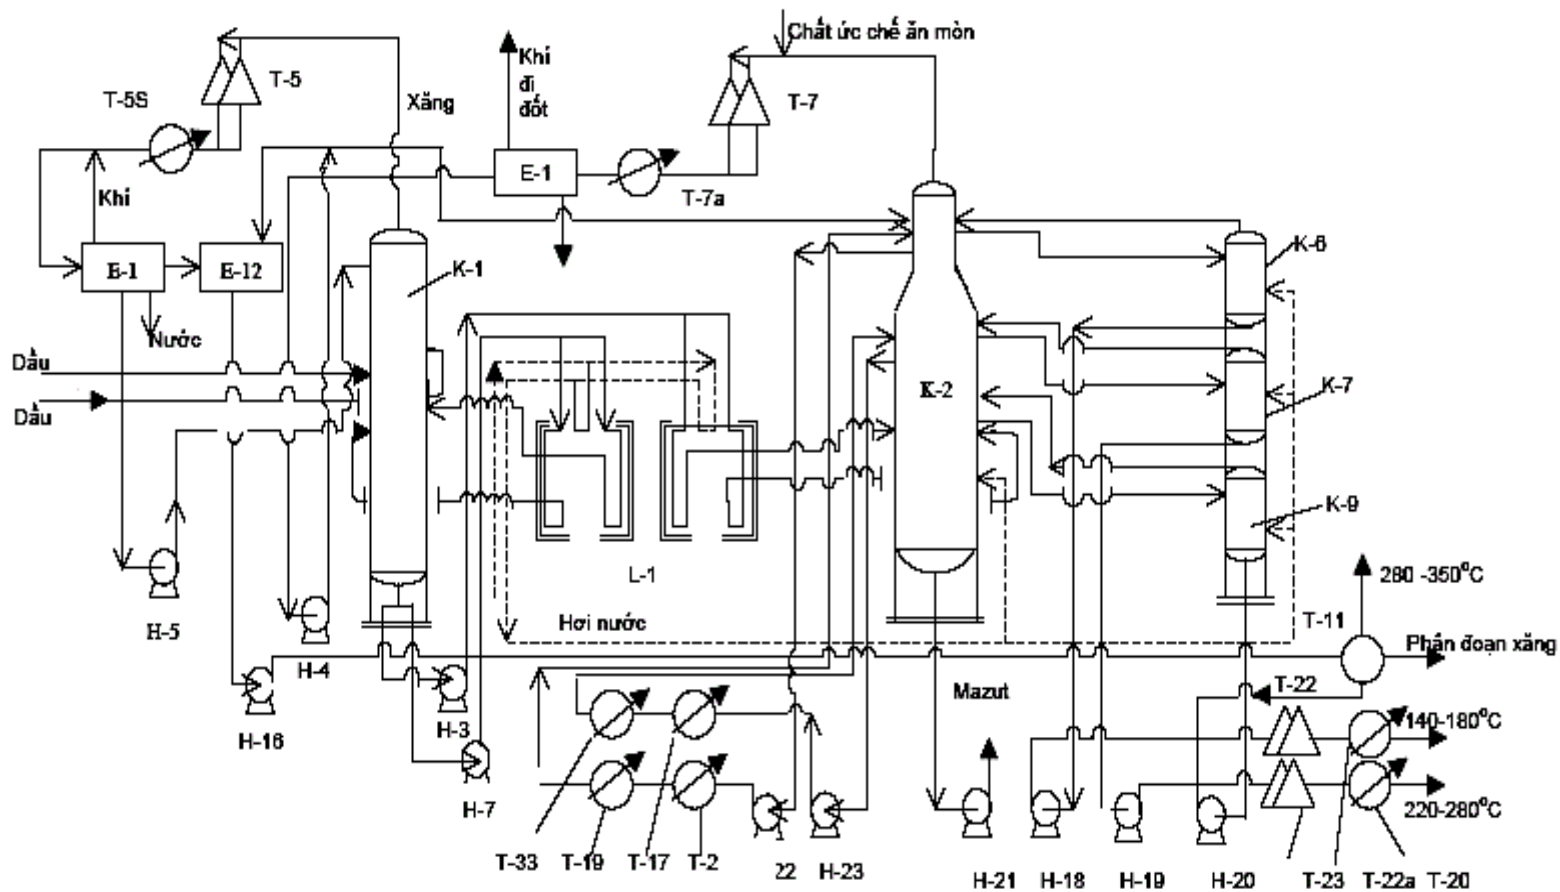 Chất ức chế ăn mòn
Khí
đi
đốt
T-5
T-5S
Xăng
T-7
E-1
T-7a
Khí
E-1
E-12
K-1
K-6
Nước
Dầu
Dầu
K-2
K-7
K-9
L-1
H-5
H-4
Hơi nước
280 -350°C
T-11
Phân đoạn xăng
Mazut
T-22
H-16
H-3
140-180°C
H-7
220-280°C
T-33
T-19
T-17
T-2
22
H-23
H-21
H-18
H-19
H-20
T-23
T-22a
T-20